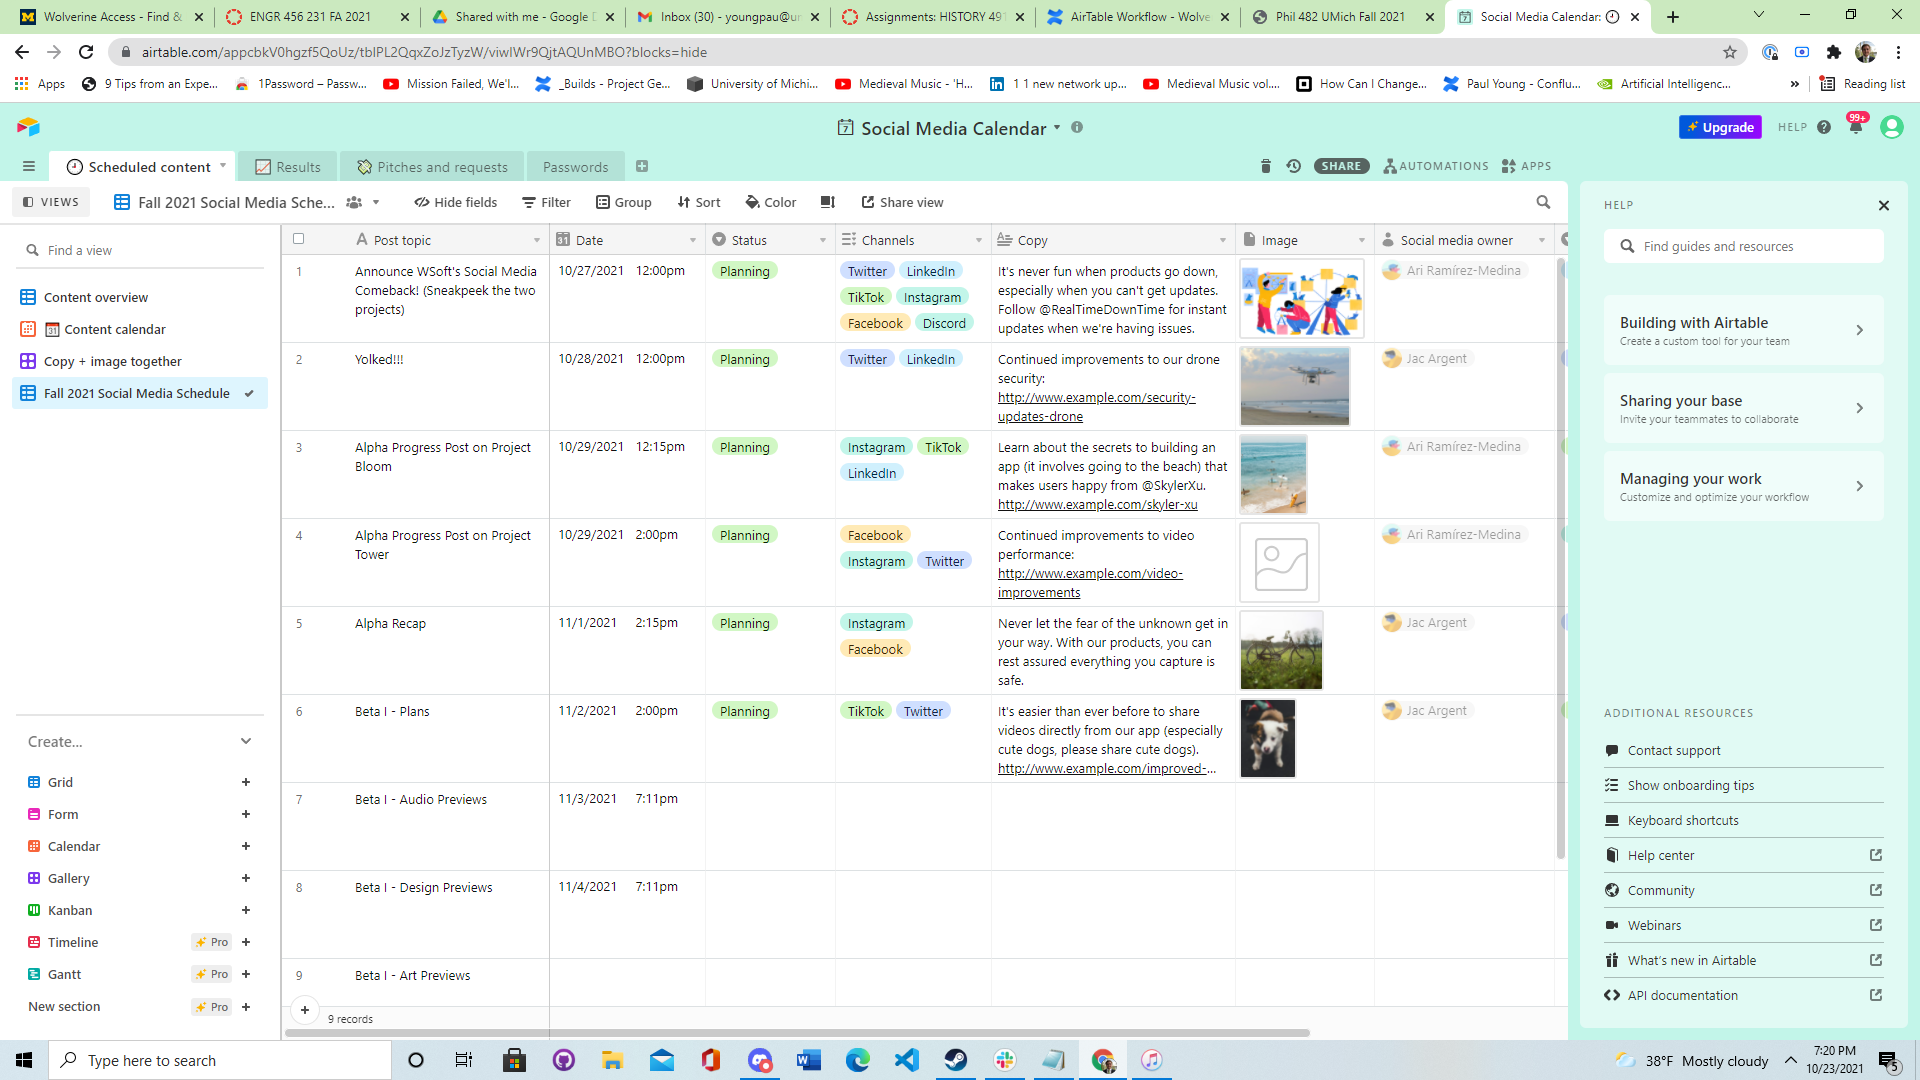 Wolverine Access - Find &
ENGR 456 231 FA 2021
Shared with me - Google D
Inbox (30) - youngpau@um
Assignments: HISTORY 491
AirTable Workflow - Wolve
Phil 482 UMich Fall 2021
Social Media Calendar:
airtable.com/appcbkV0hgzf5QoUz/tblPL2QqxZoJzTyzW/viwIWr9QjtAQUnMBO?blocks=hide
Apps
9 Tips from an Expe...
1Password – Passw...
Mission Failed, We'l...
_Builds - Project Ge...
University of Michi...
Medieval Music - 'H...
1 1 new network up...
Medieval Music vol....
How Can I Change...
Paul Young - Conflu...
Artificial Intelligenc...
»
Reading list
Social Media Calendar
Upgrade
HELP
99+
Scheduled content
Results
Pitches and requests
Passwords
SHARE
AUTOMATIONS
APPS
VIEWS
Fall 2021 Social Media Sche...
Hide fields
Filter
Group
Sort
Color
Share view
Find a view
Content overview
Content calendar
Copy + image together
Fall 2021 Social Media Schedule
Create...
Grid
Form
Calendar
Gallery
Kanban
Timeline
Pro
Gantt
Pro
New section
Pro
Post topic
Date
Status
Channels
Copy
Image
Social media owner
1
Announce WSoft's Social Media
Comeback! (Sneakpeek the two
projects)
10/27/2021 12:00pm
Planning
Twitter LinkedIn
TikTok Instagram
Facebook Discord
It's never fun when products go down,
especially when you can't get updates.
Follow @RealTimeDownTime for instant
updates when we're having issues.
Ari Ramírez-Medina
2
Yolked!!!
10/28/2021 12:00pm
Planning
Twitter LinkedIn
Continued improvements to our drone
security:
http://www.example.com/security-
updates-drone
Jac Argent
3
Alpha Progress Post on Project
Bloom
10/29/2021 12:15pm
Planning
Instagram TikTok
LinkedIn
Learn about the secrets to building an
app (it involves going to the beach) that
makes users happy from @SkylerXu.
http://www.example.com/skyler-xu
Ari Ramírez-Medina
4
Alpha Progress Post on Project
Tower
10/29/2021 2:00pm
Planning
Facebook
Instagram Twitter
Continued improvements to video
performance:
http://www.example.com/video-
improvements
Ari Ramírez-Medina
5
Alpha Recap
11/1/2021 2:15pm
Planning
Instagram
Facebook
Never let the fear of the unknown get in
your way. With our products, you can
rest assured everything you capture is
safe.
Jac Argent
6
Beta I - Plans
11/2/2021 2:00pm
Planning
TikTok Twitter
It's easier than ever before to share
videos directly from our app (especially
cute dogs, please share cute dogs).
http://www.example.com/improved-...
Jac Argent
7
Beta I - Audio Previews
11/3/2021 7:11pm
8
Beta I - Design Previews
11/4/2021 7:11pm
9
Beta I - Art Previews
9 records
HELP
Find guides and resources
Building with Airtable
Create a custom tool for your team
Sharing your base
Invite your teammates to collaborate
Managing your work
Customize and optimize your workflow
ADDITIONAL RESOURCES
Contact support
Show onboarding tips
Keyboard shortcuts
Help center
Community
Webinars
What's new in Airtable
API documentation
Type here to search
38°F Mostly cloudy
7:20 PM
10/23/2021
5